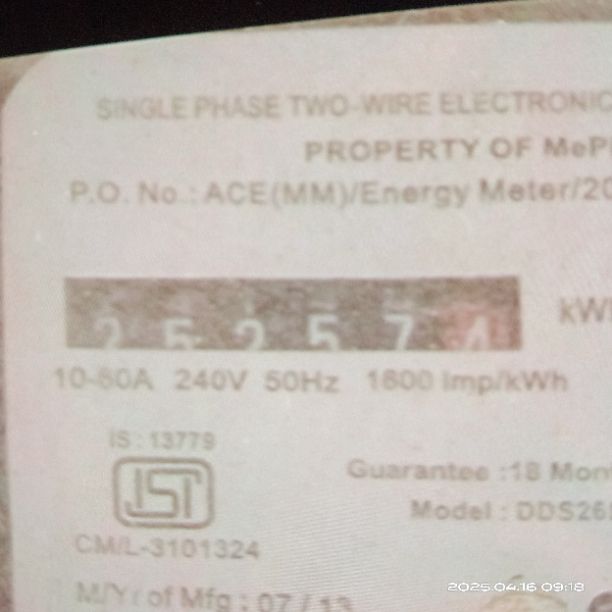 SINGLE PHASE TWO-WIRE ELECTRONIC
PROPERTY OF MeP
P.O. No.: ACE(MM)/Energy Meter/20
252574
kW
10-60A 240V 50Hz 1600 Imp/kWh
IS : 13779
ISI
Guarantee :18 Mon
Model : DDS26
CM/L-3101324
M/Y of Mfg : 07 / 13
2025.04.16 09:18